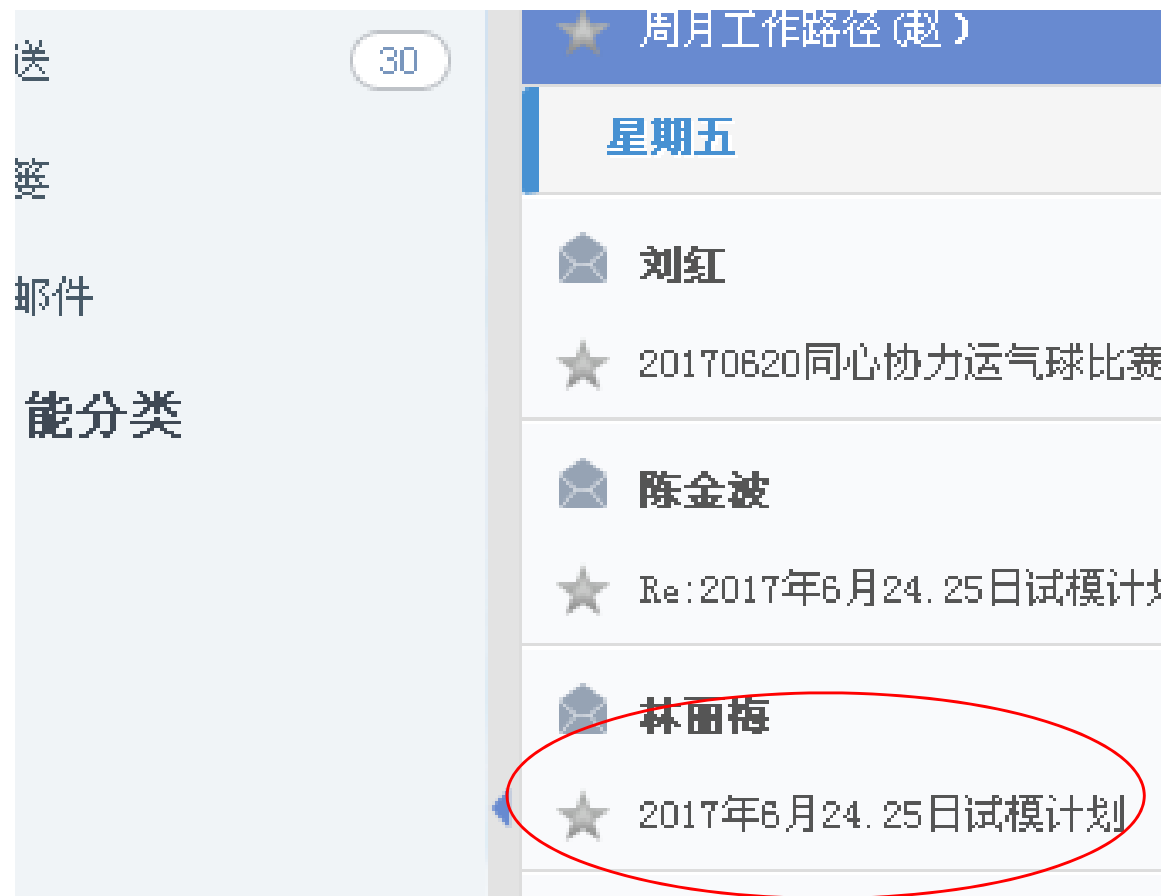 送
30
件
邮件
能分类
周月工作路径(赵)
星期五
刘红
20170620同心协力运气球比赛
陈金波
Re:2017年6月24.25日试模计划
林丽梅
2017年6月24.25日试模计划